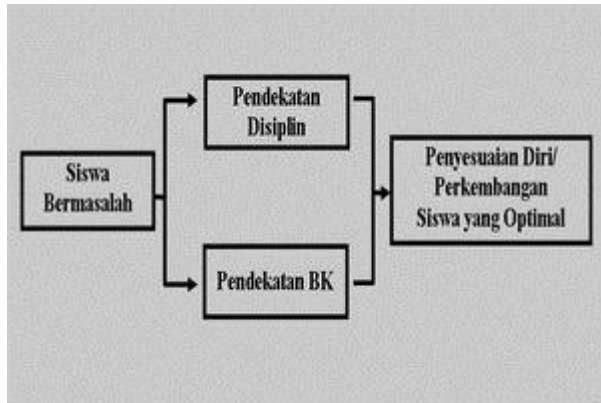 Siswa
Bermasalah
Pendekatan
Disiplin
Pendekatan BK
Penyesuaian Diri/
Perkembangan
Siswa yang Optimal